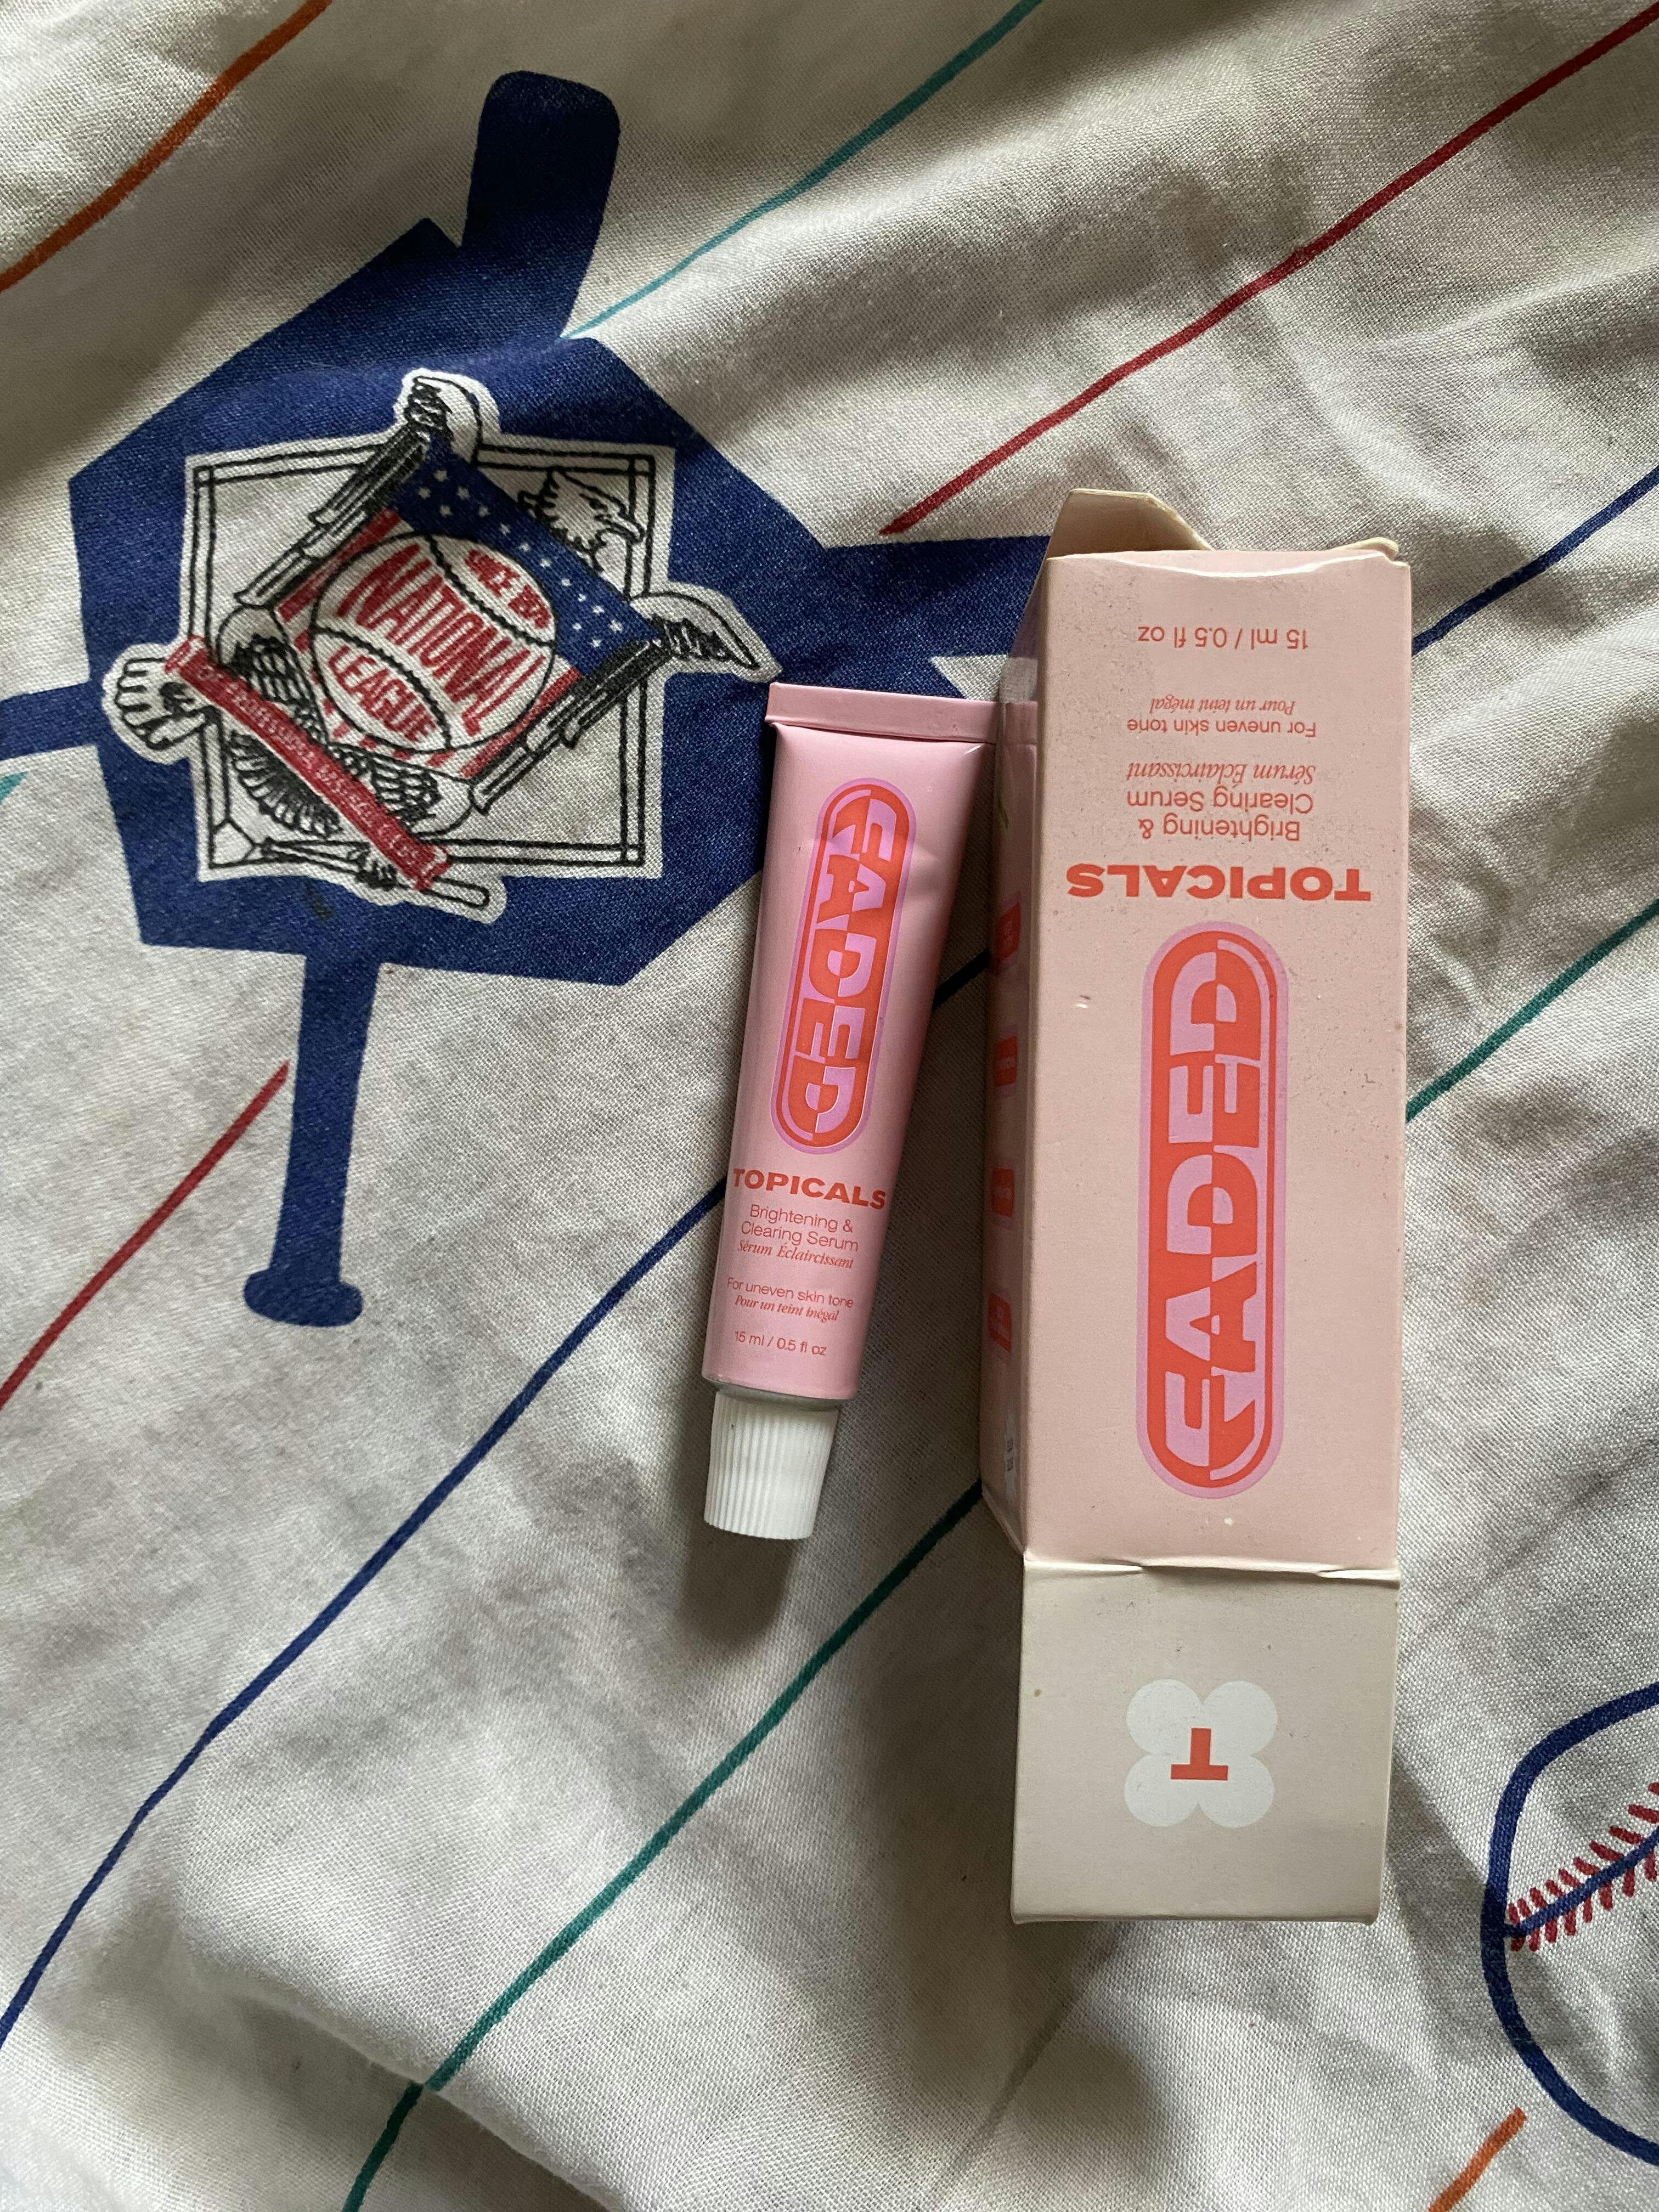 SINCE 1876
NATIONAL
LEAGUE
FADED
TOPICALS
Brightening &
Clearing Serum
Sérum Éclaircissant
For uneven skin tone
Pour un teint inégal
15 ml / 0.5 fl oz
FADED
TOPICALS
Brightening &
Clearing Serum
Sérum Éclaircissant
For uneven skin tone
Pour un teint inégal
15 ml / 0.5 fl oz
T